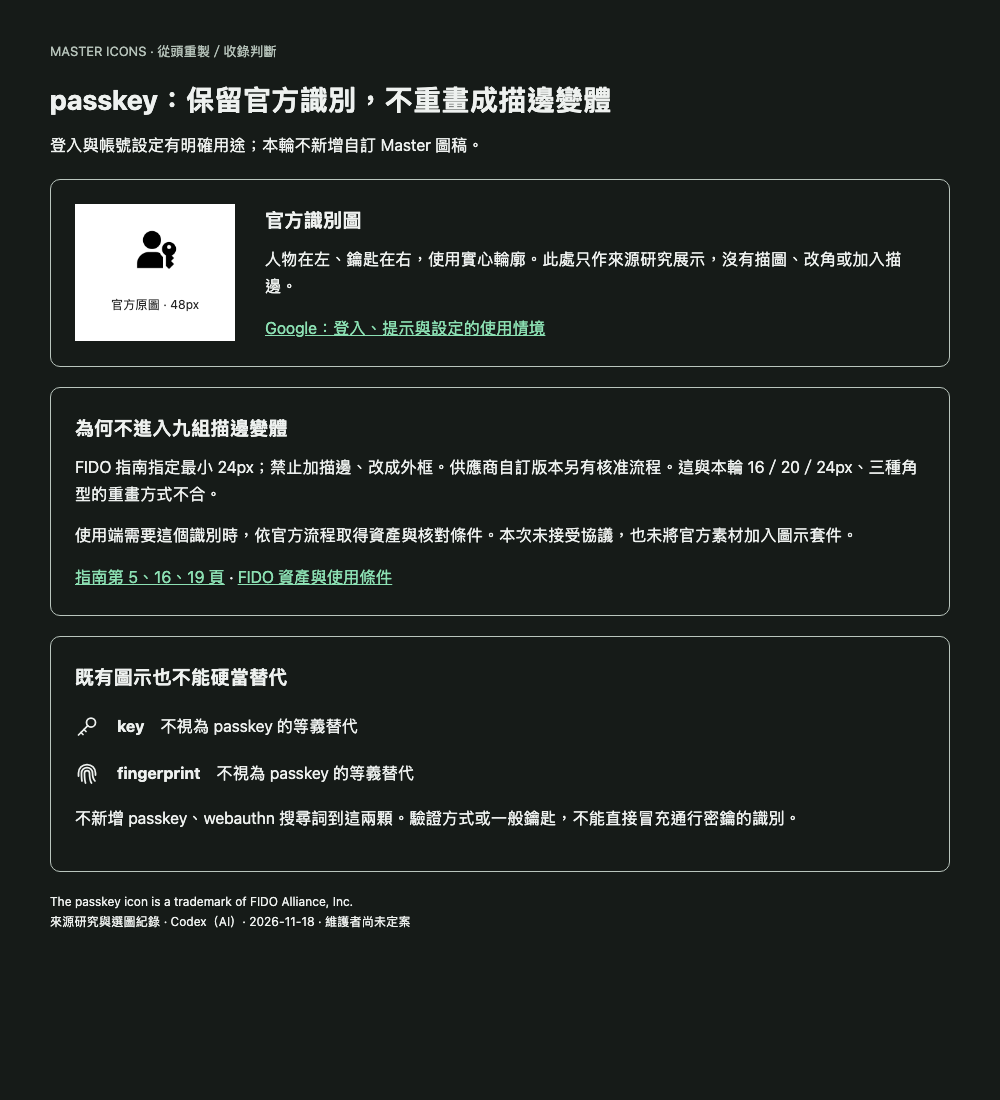 MASTER ICONS · 從頭重製 / 收錄判斷
passkey：保留官方識別，不重畫成描邊變體
登入與帳號設定有明確用途；本輪不新增自訂 Master 圖稿。
官方原圖 · 48px
官方識別圖
人物在左、鑰匙在右，使用實心輪廓。此處只作來源研究展示，沒有描圖、改角或加入描
邊。
Google：登入、提示與設定的使用情境
為何不進入九組描邊變體
FIDO 指南指定最小 24px；禁止加描邊、改成外框。供應商自訂版本另有核准流程。這與本輪 16 / 20 / 24px、三種角
型的重畫方式不合。
使用端需要這個識別時，依官方流程取得資產與核對條件。本次未接受協議，也未將官方素材加入圖示套件。
指南第 5、16、19 頁 · FIDO 資產與使用條件
既有圖示也不能硬當替代
key 不視為 passkey 的等義替代
fingerprint 不視為 passkey 的等義替代
不新增 passkey、webauthn 搜尋詞到這兩顆。驗證方式或一般鑰匙，不能直接冒充通行密鑰的識別。
The passkey icon is a trademark of FIDO Alliance, Inc.
來源研究與選圖紀錄 · Codex（AI）· 2026-11-18 · 維護者尚未定案